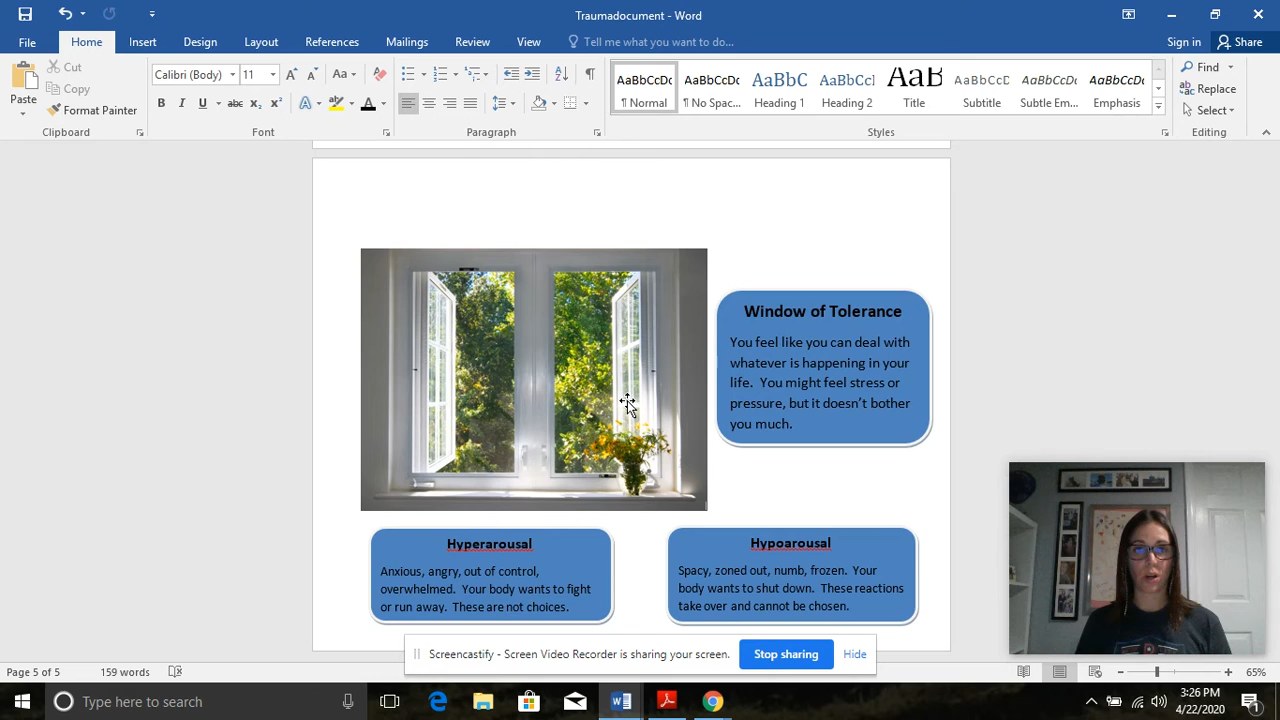 Traumadocument - Word
File Home Insert Design Layout References Mailings Review View Tell me what you want to do... Sign in Share
Paste
Cut
Copy
Format Painter
Calibri (Body) 11
Aa
B I U abc X₂ X² A A
AaBbCcDc AaBbCcDc AaBbC AaBbCcI AaB AaBbCcD AaBbCcDc AaBbCcDc
¶ Normal ¶ No Spac... Heading Heading 2 Title Subtitle Subtle Em... Emphasis
Find
Replace
Select
Clipboard Font Paragraph Styles Editing
Window of Tolerance
You feel like you can deal with
whatever is happening in your
life. You might feel stress or
pressure, but it doesn't bother
you much.
Hyperarousal
Anxious, angry, out of control,
overwhelmed. Your body wants to fight
or run away. These are not choices.
Hypoarousal
Spacy, zoned out, numb, frozen. Your
body wants to shut down. These reactions
take over and cannot be chosen.
Screencastify - Screen Video Recorder is sharing your screen. Stop sharing Hide
Page 5 of 5 159 words 65%
Type here to search
3:26 PM
4/22/2020
1